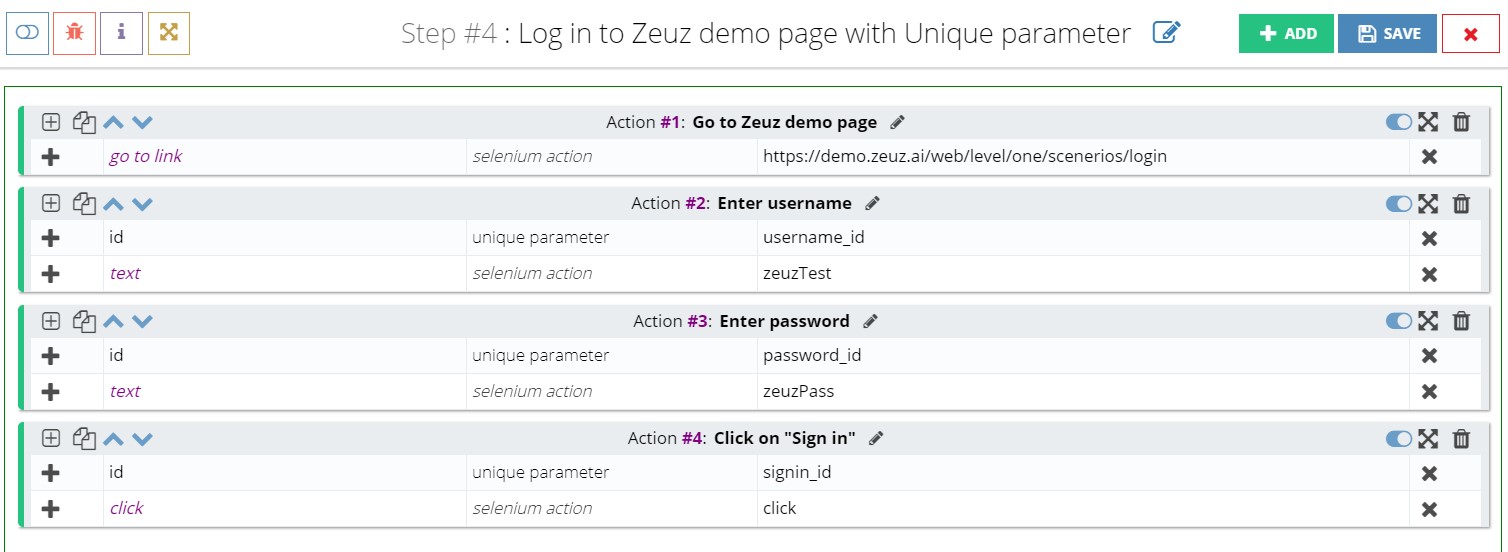 Step #4 : Log in to Zeuz demo page with Unique parameter
ADD
SAVE
Action #1: Go to Zeuz demo page
go to link selenium action https://demo.zeuz.ai/web/level/one/scenerios/login
Action #2: Enter username
id unique parameter username_id
text selenium action zeuzTest
Action #3: Enter password
id unique parameter password_id
text selenium action zeuzPass
Action #4: Click on "Sign in"
id unique parameter signin_id
click selenium action click